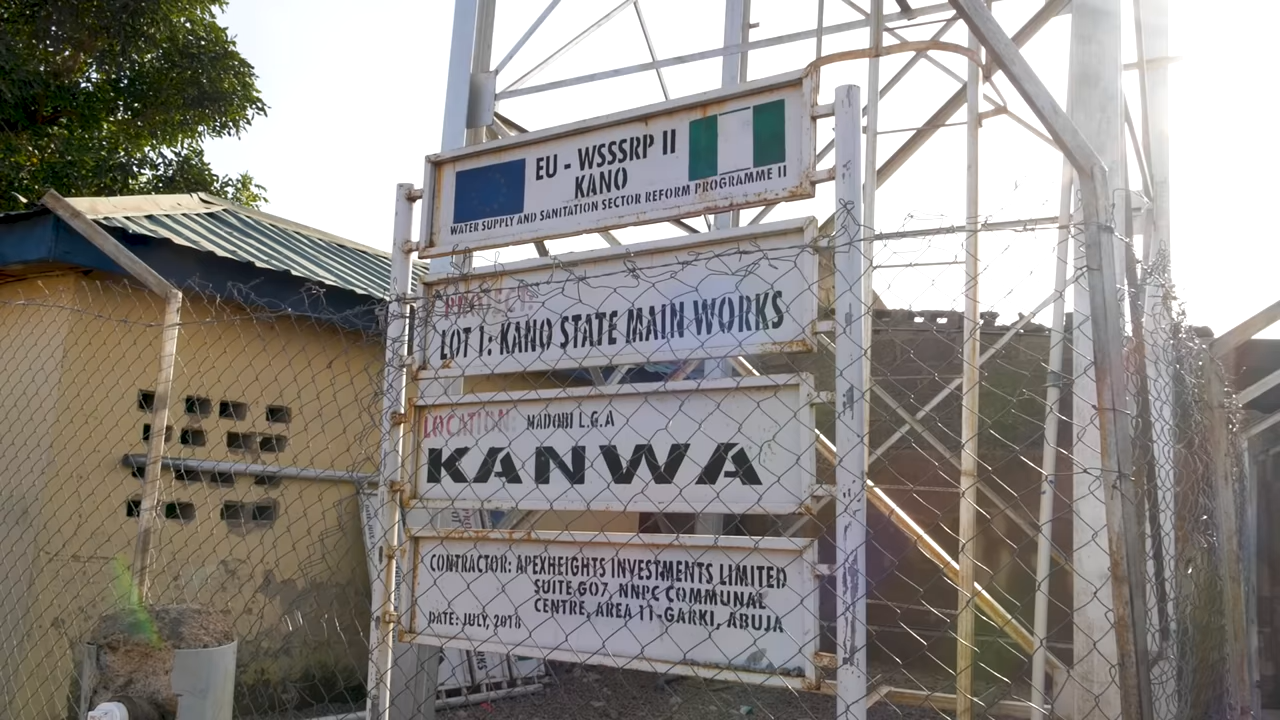 EU - WSSSRP II
KANO
WATER SUPPLY AND SANITATION SECTOR REFORM PROGRAMME II
PROJECT:
LOT 1: KANO STATE MAIN WORKS
LOCATION: MADOBI L.G.A
KANWA
CONTRACTOR: APEXHEIGHTS INVESTMENTS LIMITED
SUITE G07, NNPC COMMUNAL
CENTRE, AREA 11-GARKI, ABUJA
DATE: JULY, 2018